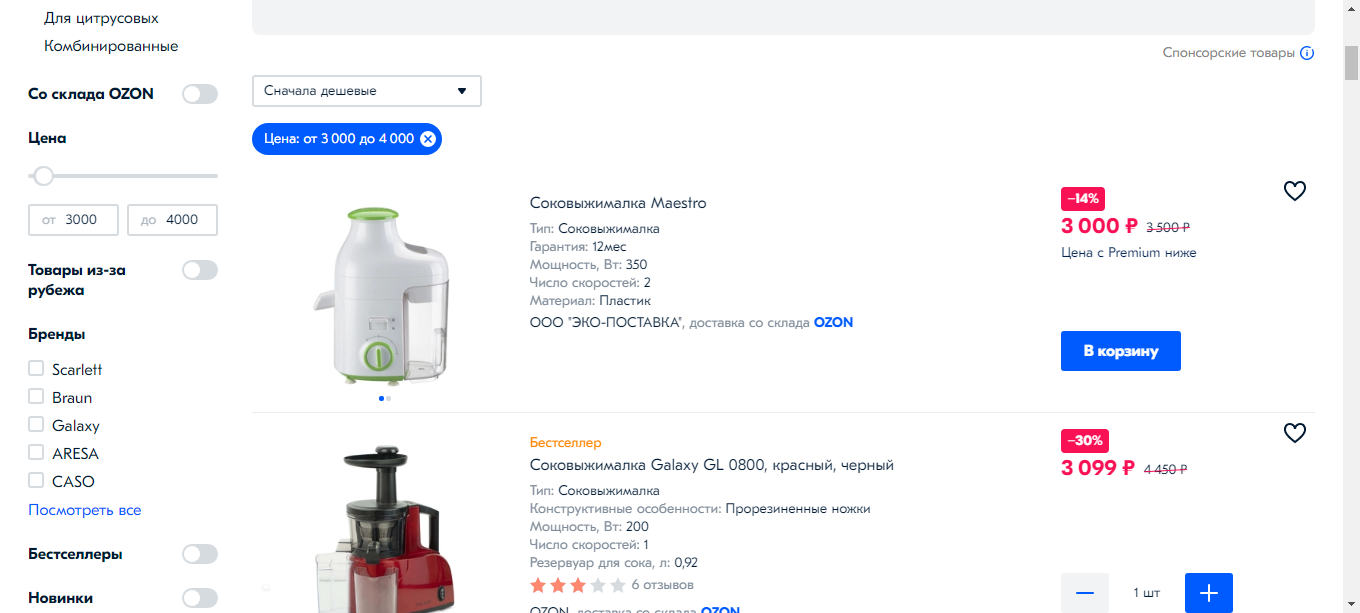 Для цитрусовых
Комбинированные
Спонсорские товары
Со склада OZON
Сначала дешевые
Цена
Цена: от 3 000 до 4 000
от 3000
до 4000
Товары из-за
рубежа
Бренды
Scarlett
Braun
Galaxy
ARESA
CASO
Посмотреть все
Бестселлеры
Новинки
Соковыжималка Maestro
Тип: Соковыжималка
Гарантия: 12мес
Мощность, Вт: 350
Число скоростей: 2
Материал: Пластик
ООО "ЭКО-ПОСТАВКА", доставка со склада OZON
−14%
3 000 ₽ 3 500 ₽
Цена с Premium ниже
В корзину
Бестселлер
Соковыжималка Galaxy GL 0800, красный, черный
Тип: Соковыжималка
Конструктивные особенности: Прорезиненные ножки
Мощность, Вт: 200
Число скоростей: 1
Резервуар для сока, л: 0,92
6 отзывов
OZON, доставка со склада OZON
−30%
3 099 ₽ 4 450 ₽
1 шт